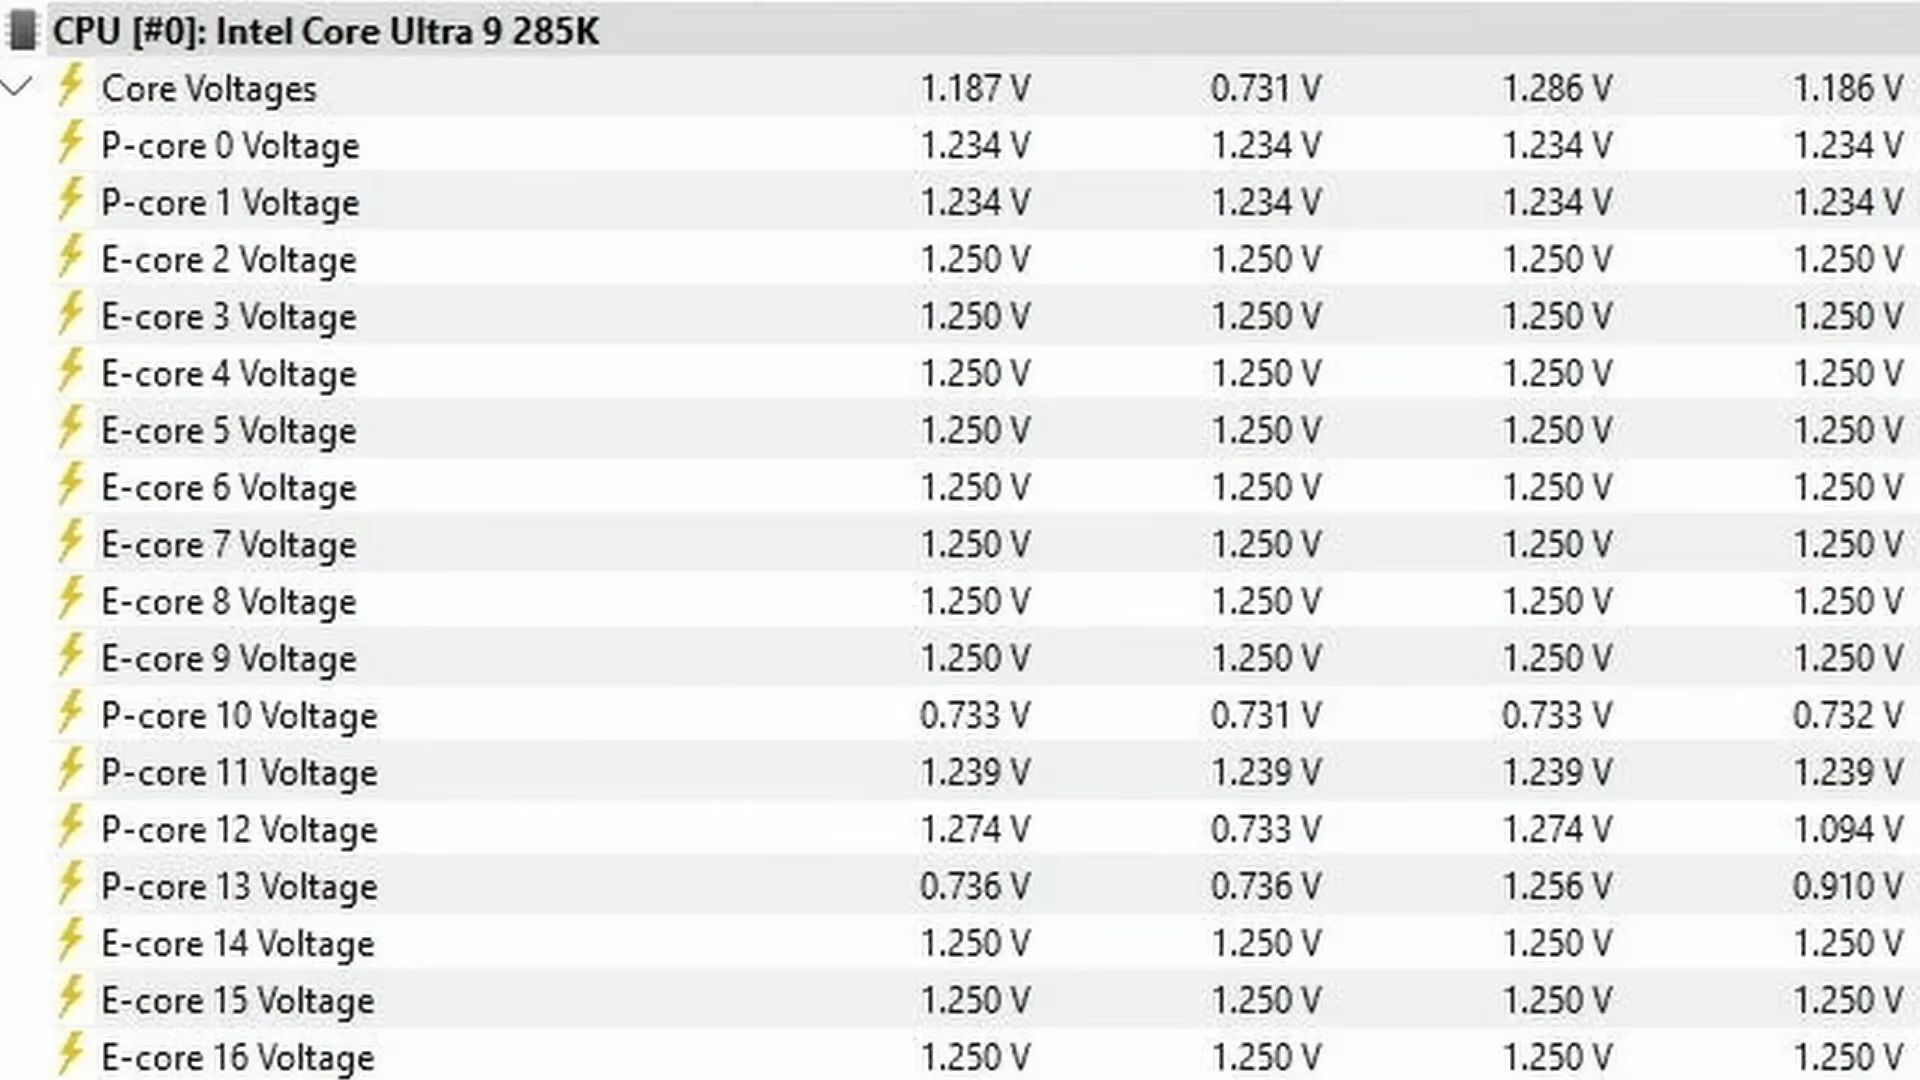 CPU [#0]: Intel Core Ultra 9 285K
Core Voltages 1.187 V 0.731 V 1.286 V 1.186 V
P-core 0 Voltage 1.234 V 1.234 V 1.234 V 1.234 V
P-core 1 Voltage 1.234 V 1.234 V 1.234 V 1.234 V
E-core 2 Voltage 1.250 V 1.250 V 1.250 V 1.250 V
E-core 3 Voltage 1.250 V 1.250 V 1.250 V 1.250 V
E-core 4 Voltage 1.250 V 1.250 V 1.250 V 1.250 V
E-core 5 Voltage 1.250 V 1.250 V 1.250 V 1.250 V
E-core 6 Voltage 1.250 V 1.250 V 1.250 V 1.250 V
E-core 7 Voltage 1.250 V 1.250 V 1.250 V 1.250 V
E-core 8 Voltage 1.250 V 1.250 V 1.250 V 1.250 V
E-core 9 Voltage 1.250 V 1.250 V 1.250 V 1.250 V
P-core 10 Voltage 0.733 V 0.731 V 0.733 V 0.732 V
P-core 11 Voltage 1.239 V 1.239 V 1.239 V 1.239 V
P-core 12 Voltage 1.274 V 0.733 V 1.274 V 1.094 V
P-core 13 Voltage 0.736 V 0.736 V 1.256 V 0.910 V
E-core 14 Voltage 1.250 V 1.250 V 1.250 V 1.250 V
E-core 15 Voltage 1.250 V 1.250 V 1.250 V 1.250 V
E-core 16 Voltage 1.250 V 1.250 V 1.250 V 1.250 V